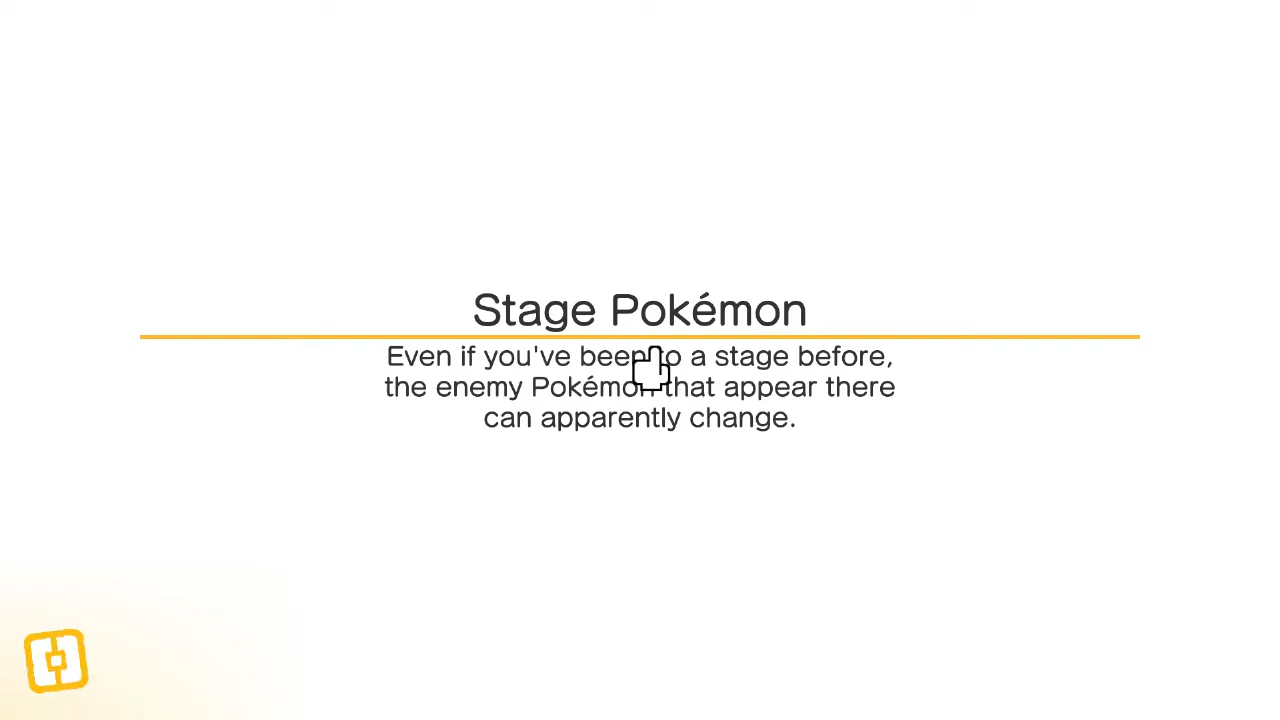 Stage Pokémon
Even if you've been to a stage before,
the enemy Pokémon that appear there
can apparently change.